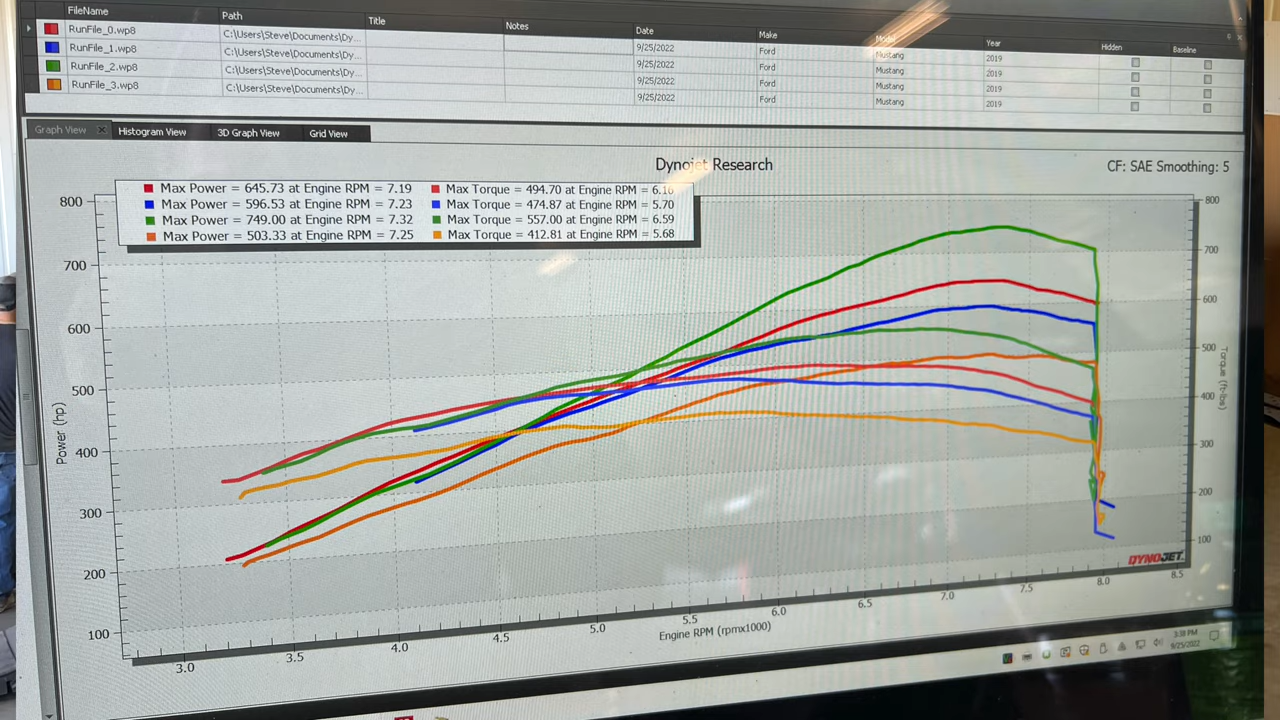 FileName Path Title Notes Date Make Model Year Hidden Baseline
RunFile_0.wp8 C:\Users\Steve\Documents\Dy... 9/25/2022 Ford Mustang 2019
RunFile_1.wp8 C:\Users\Steve\Documents\Dy... 9/25/2022 Ford Mustang 2019
RunFile_2.wp8 C:\Users\Steve\Documents\Dy... 9/25/2022 Ford Mustang 2019
RunFile_3.wp8 C:\Users\Steve\Documents\Dy... 9/25/2022 Ford Mustang 2019
Graph View Histogram View 3D Graph View Grid View
Dynojet Research
CF: SAE Smoothing: 5
Max Power = 645.73 at Engine RPM = 7.19 Max Torque = 494.70 at Engine RPM = 6.16
Max Power = 596.53 at Engine RPM = 7.23 Max Torque = 474.87 at Engine RPM = 5.70
Max Power = 749.00 at Engine RPM = 7.32 Max Torque = 557.00 at Engine RPM = 6.59
Max Power = 503.33 at Engine RPM = 7.25 Max Torque = 412.81 at Engine RPM = 5.68
800
700
600
500
400
300
200
100
Power (hp)
800
700
600
500
400
300
200
100
Torque (ft-lbs)
DYNOJET
3.0 3.5 4.0 4.5 5.0 5.5 6.0 6.5 7.0 7.5 8.0 8.5
Engine RPM (rpmx1000)
3:38 PM
9/25/2022